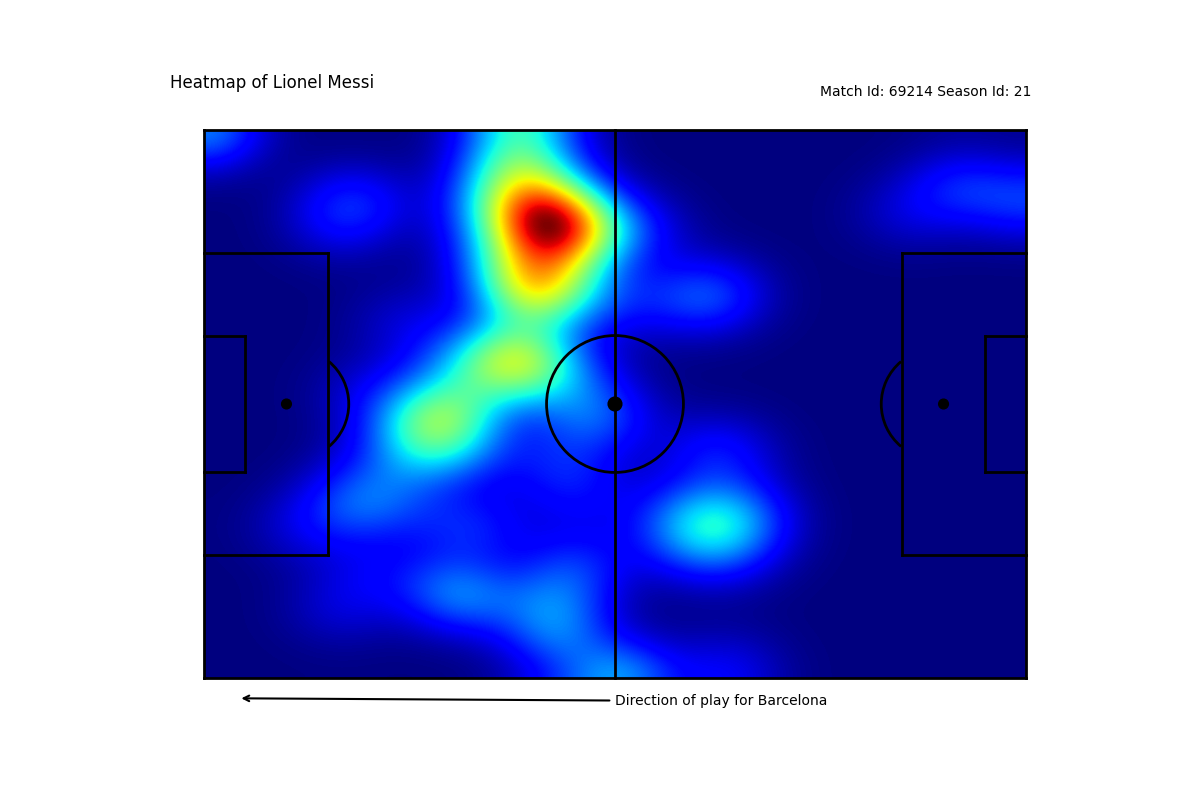 Heatmap of Lionel Messi
Match Id: 69214 Season Id: 21
Direction of play for Barcelona